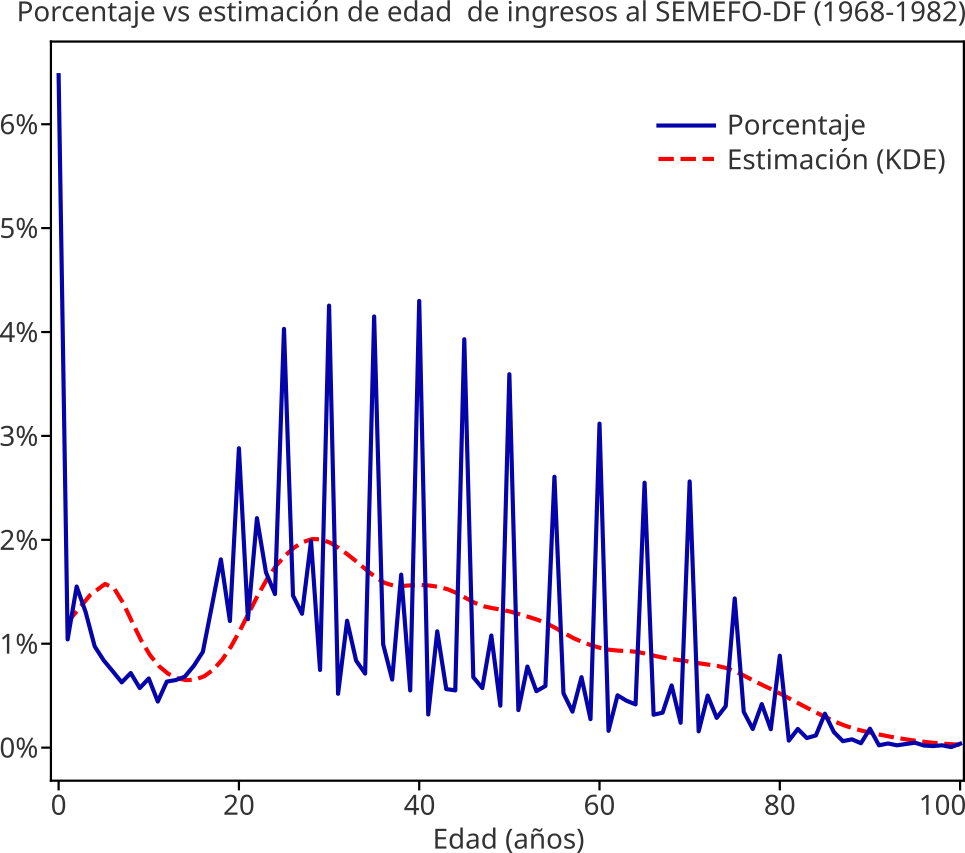 Porcentaje vs estimación de edad  de ingresos al SEMEFO-DF (1968-1982)
Porcentaje
Estimación (KDE)
6%
5%
4%
3%
2%
1%
0%
0 20 40 60 80 100
Edad (años)